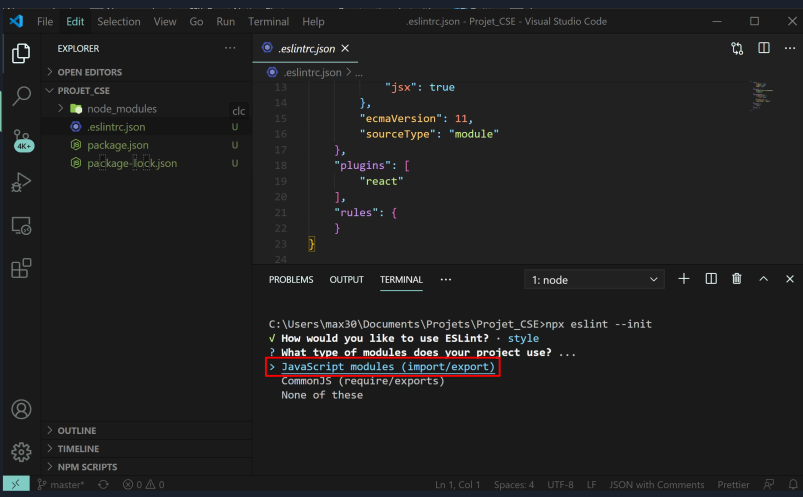 File Edit Selection View Go Run Terminal Help .eslintrc.json - Projet_CSE - Visual Studio Code
EXPLORER
OPEN EDITORS
PROJET_CSE
node_modules
clc
.eslintrc.json U
package.json U
package-lock.json U
4K+
OUTLINE
TIMELINE
NPM SCRIPTS
.eslintrc.json
.eslintrc.json > ...
13 "jsx": true
14 },
15 "ecmaVersion": 11,
16 "sourceType": "module"
17 },
18 "plugins": [
19 "react"
20 ],
21 "rules": {
22 }
23 }
24
PROBLEMS OUTPUT TERMINAL ... 1: node
C:\Users\max30\Documents\Projets\Projet_CSE>npx eslint --init
√ How would you like to use ESLint? · style
? What type of modules does your project use? ...
> JavaScript modules (import/export)
CommonJS (require/exports)
None of these
master* 0 0 Ln 1, Col 1 Spaces: 4 UTF-8 LF JSON with Comments Prettier